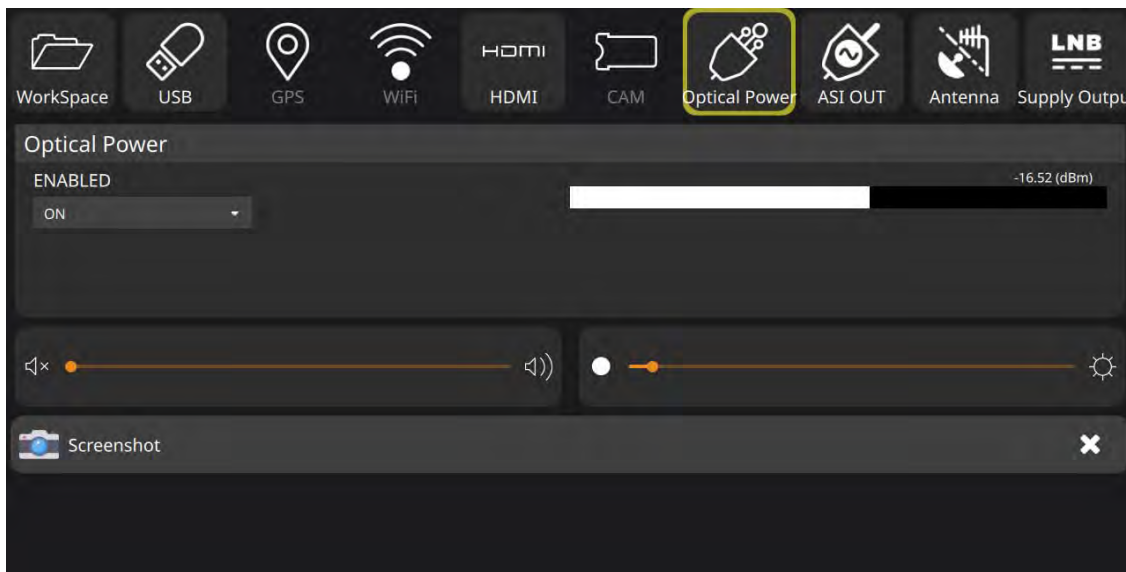 HDMI
LNB
WorkSpace USB GPS WiFi HDMI CAM Optical Power ASI OUT Antenna Supply Outpu
Optical Power
ENABLED
-16.52 (dBm)
ON
Screenshot